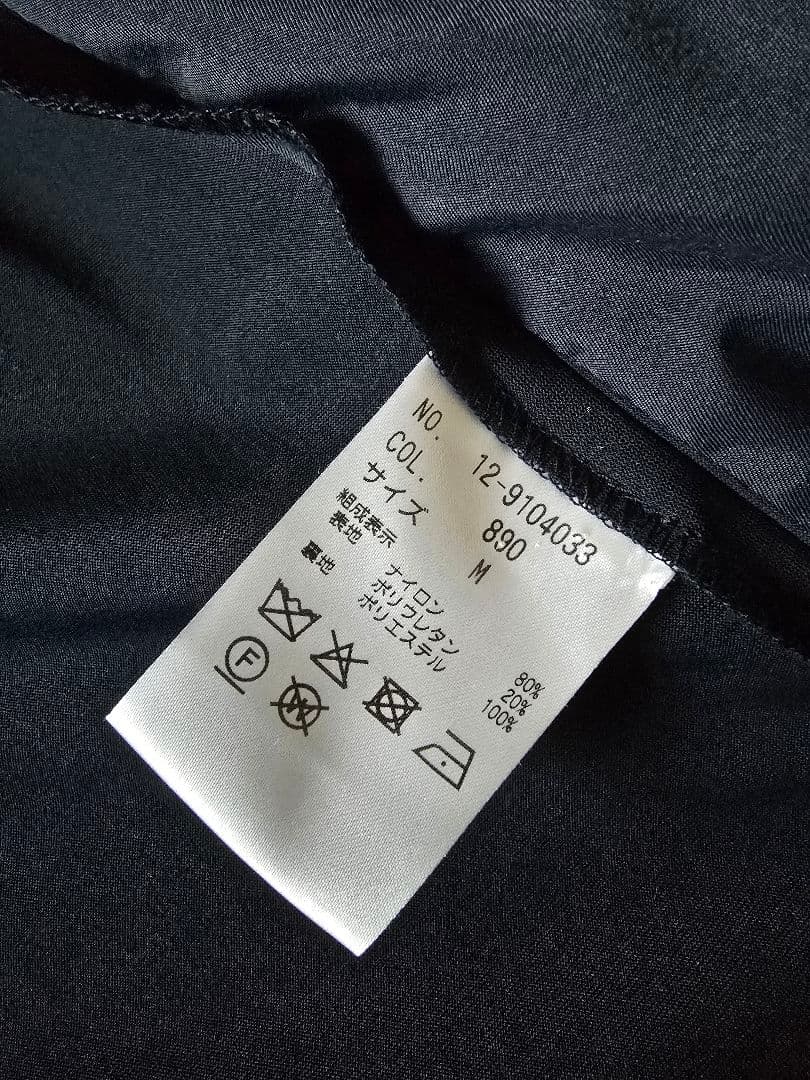 NO. 12-9104033
COL. 890
サイズ M
組成表示
表地 ナイロン 80%
ポリウレタン 20%
裏地 ポリエステル 100%
F
W